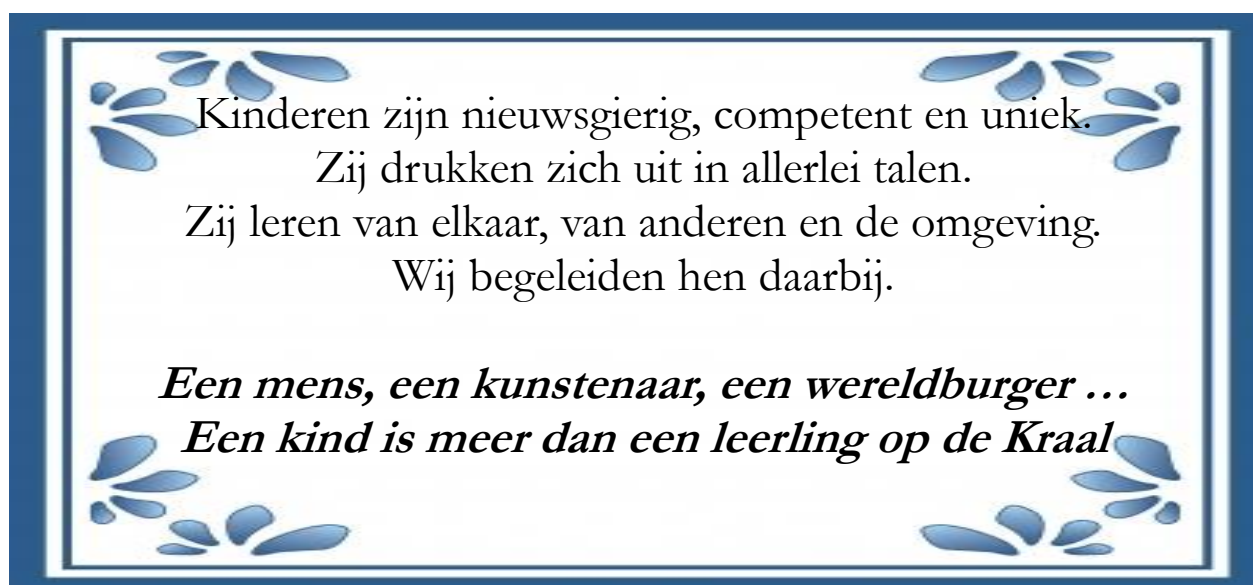 Kinderen zijn nieuwsgierig, competent en uniek.
Zij drukken zich uit in allerlei talen.
Zij leren van elkaar, van anderen en de omgeving.
Wij begeleiden hen daarbij.
Een mens, een kunstenaar, een wereldburger …
Een kind is meer dan een leerling op de Kraal